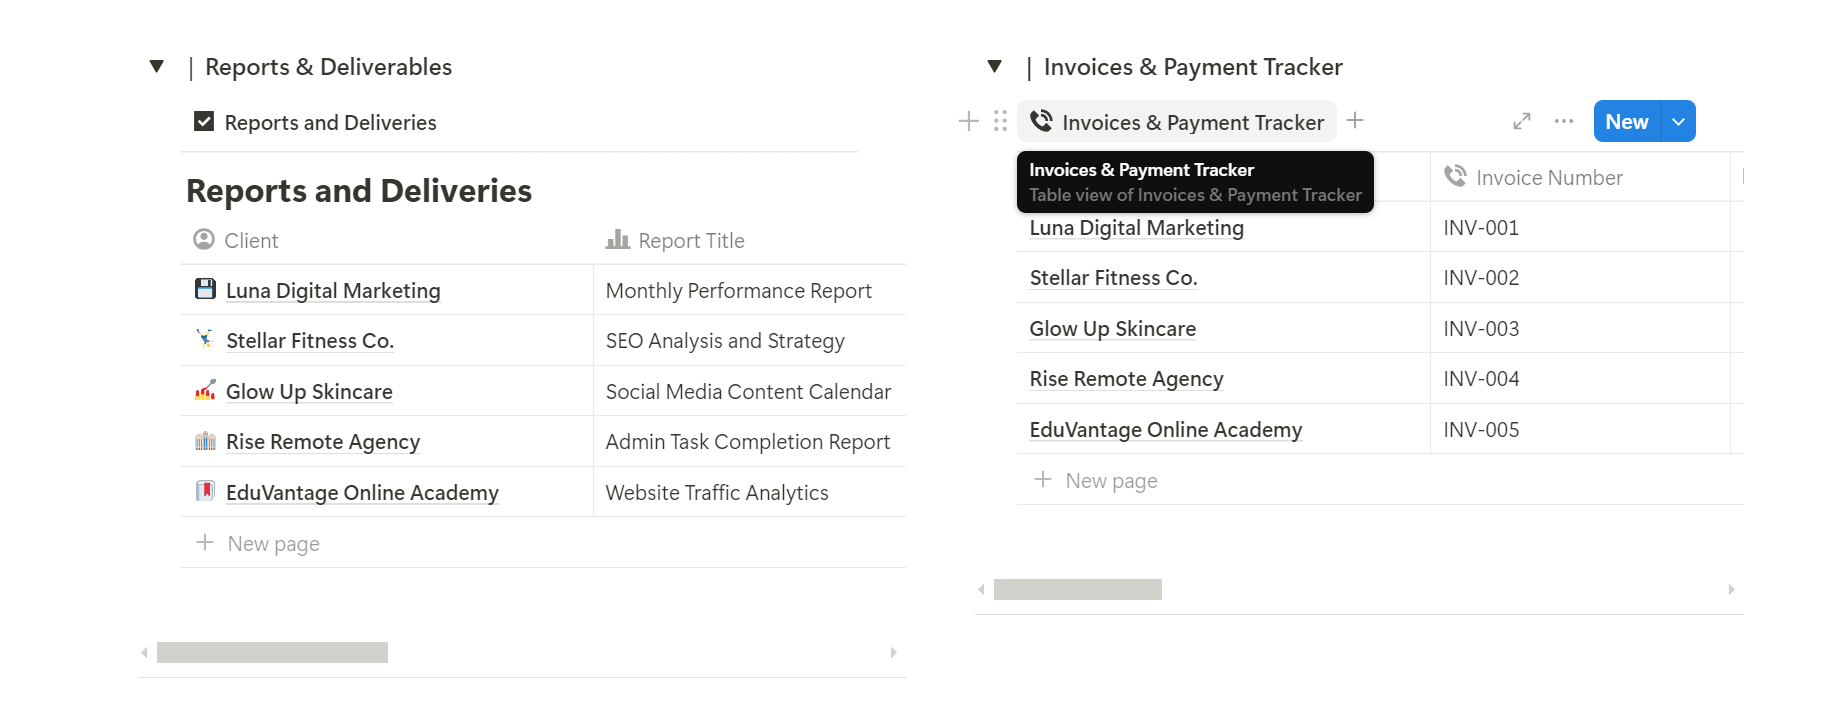 | Reports & Deliverables
Reports and Deliveries
Reports and Deliveries
Client Report Title
Luna Digital Marketing Monthly Performance Report
Stellar Fitness Co. SEO Analysis and Strategy
Glow Up Skincare Social Media Content Calendar
Rise Remote Agency Admin Task Completion Report
EduVantage Online Academy Website Traffic Analytics
New page
| Invoices & Payment Tracker
Invoices & Payment Tracker New
Invoices & Payment Tracker
Table view of Invoices & Payment Tracker
Invoice Number
Luna Digital Marketing INV-001
Stellar Fitness Co. INV-002
Glow Up Skincare INV-003
Rise Remote Agency INV-004
EduVantage Online Academy INV-005
New page